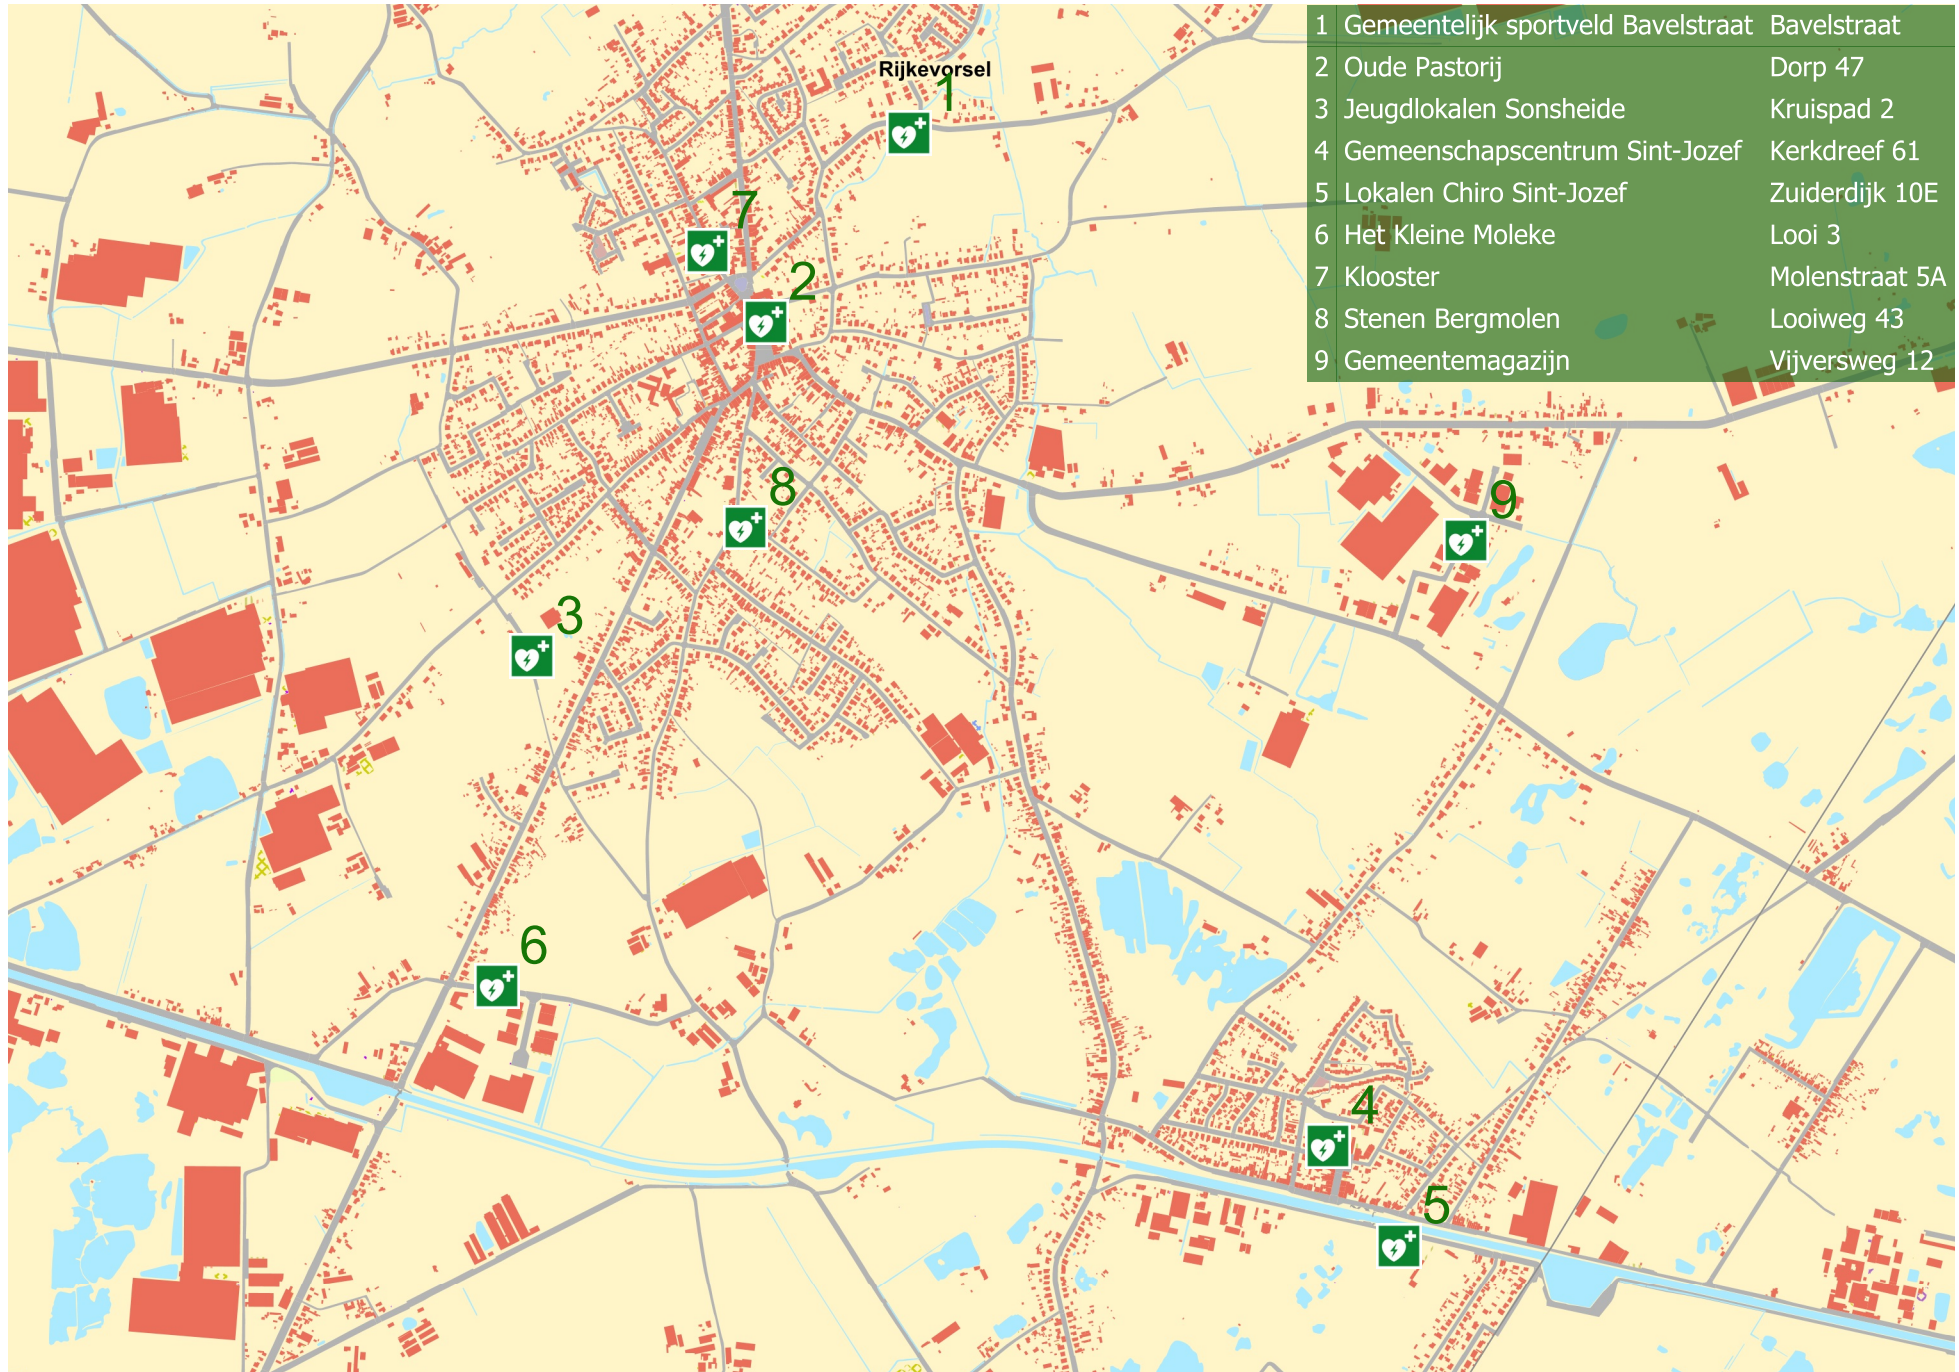 1 Gemeentelijk sportveld Bavelstraat Bavelstraat
2 Oude Pastorij Dorp 47
3 Jeugdlokalen Sonsheide Kruispad 2
4 Gemeenschapscentrum Sint-Jozef Kerkdreef 61
5 Lokalen Chiro Sint-Jozef Zuiderdijk 10E
6 Het Kleine Moleke Looi 3
7 Klooster Molenstraat 5A
8 Stenen Bergmolen Looiweg 43
9 Gemeentemagazijn Vijversweg 12
Rijkevorsel
1
7
2
8
9
3
6
4
5